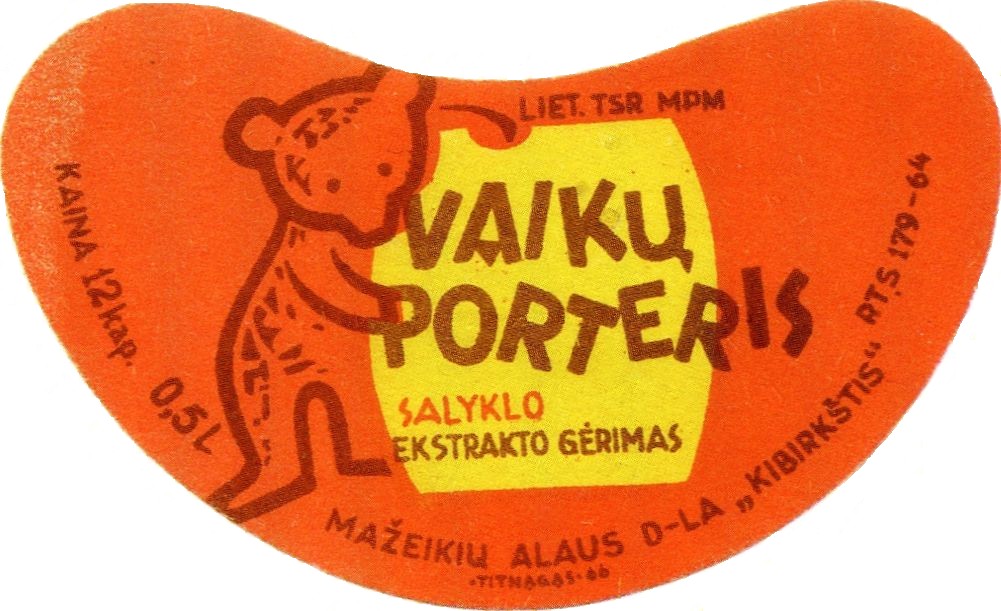 LIET. TSR MPM
VAIKŲ
PORTERIS
SALYKLO
EKSTRAKTO GĖRIMAS
KAINA 12 kap. 0,5 L
MAŽEIKIŲ ALAUS D-LA „KIBIRKŠTIS“ RTṢ 179-64
·TITNAGAS·66